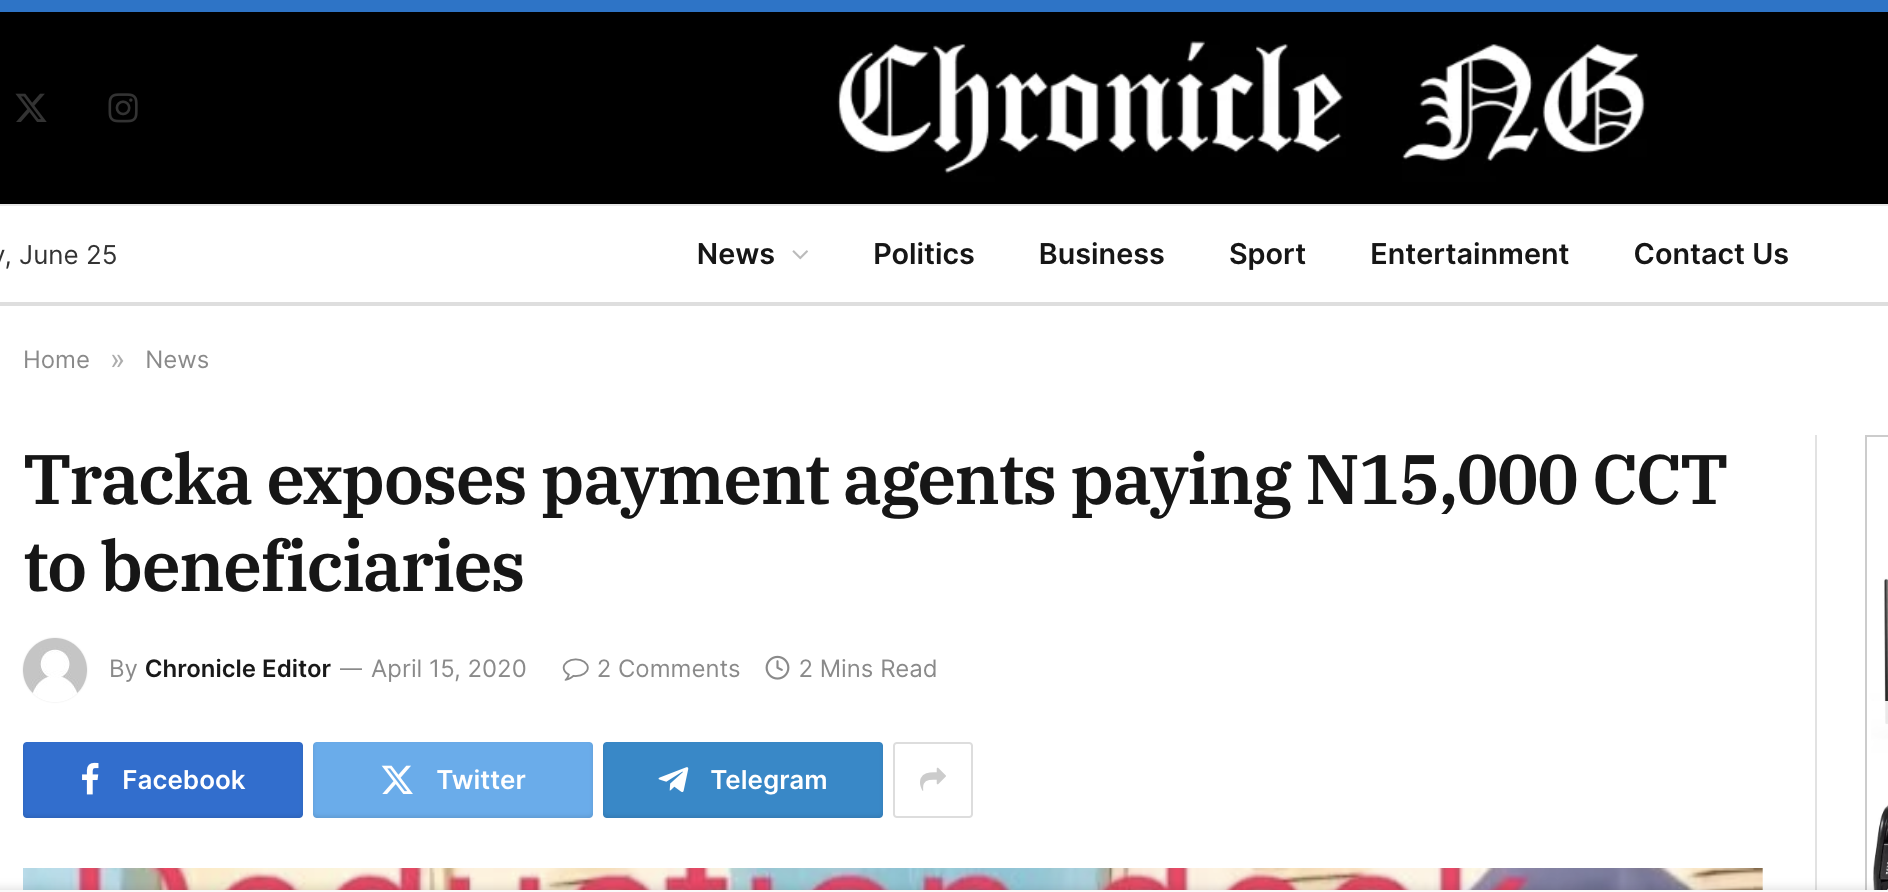 Chronicle NG
, June 25
News
Politics
Business
Sport
Entertainment
Contact Us
Home » News
Tracka exposes payment agents paying N15,000 CCT
to beneficiaries
By Chronicle Editor — April 15, 2020 2 Comments 2 Mins Read
Facebook
Twitter
Telegram